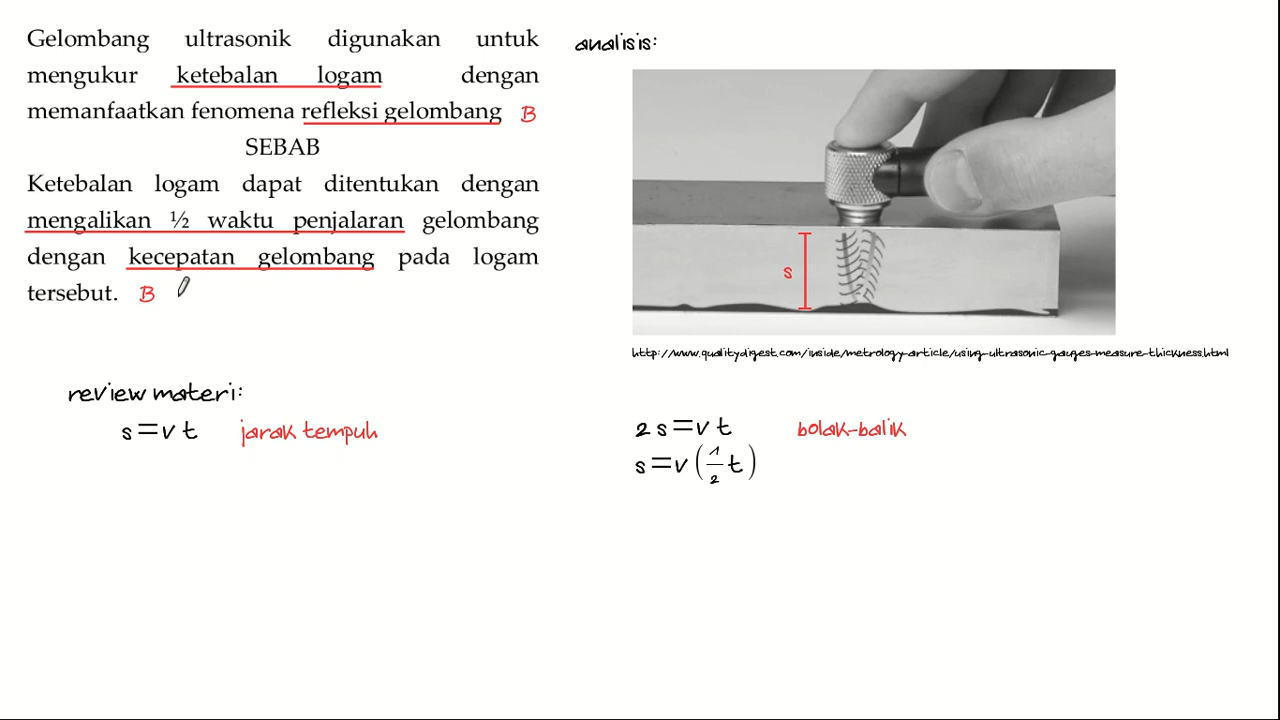 Gelombang ultrasonik digunakan untuk
mengukur ketebalan logam dengan
memanfaatkan fenomena refleksi gelombang B
SEBAB
Ketebalan logam dapat ditentukan dengan
mengalikan ½ waktu penjalaran gelombang
dengan kecepatan gelombang pada logam
tersebut. B
review materi:
s = v t jarak tempuh
analisis:
s
http://www.qualitydigest.com/inside/metrology-article/using-ultrasonic-gauges-measure-thickness.html
2 s = v t bolak-balik
s = v (1/2 t)